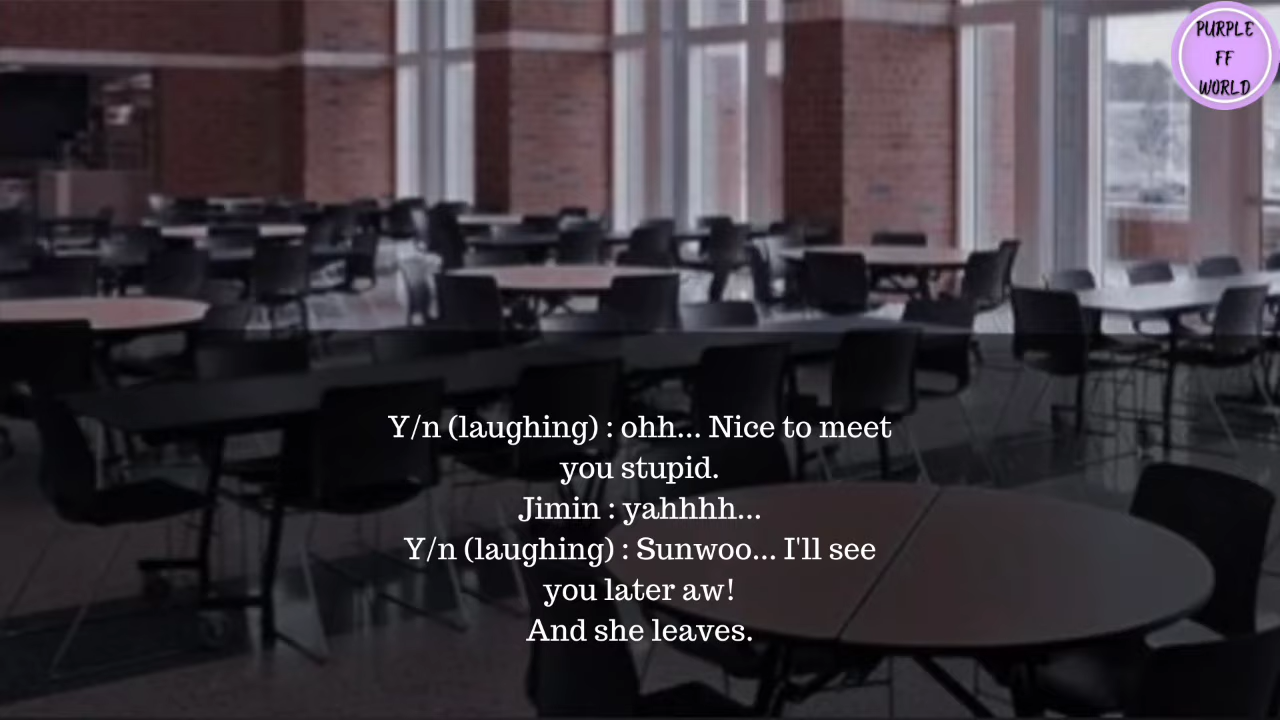 PURPLE
FF
WORLD
Y/n (laughing) : ohh... Nice to meet
you stupid.
Jimin : yahhhh...
Y/n (laughing) : Sunwoo... I'll see
you later aw!
And she leaves.